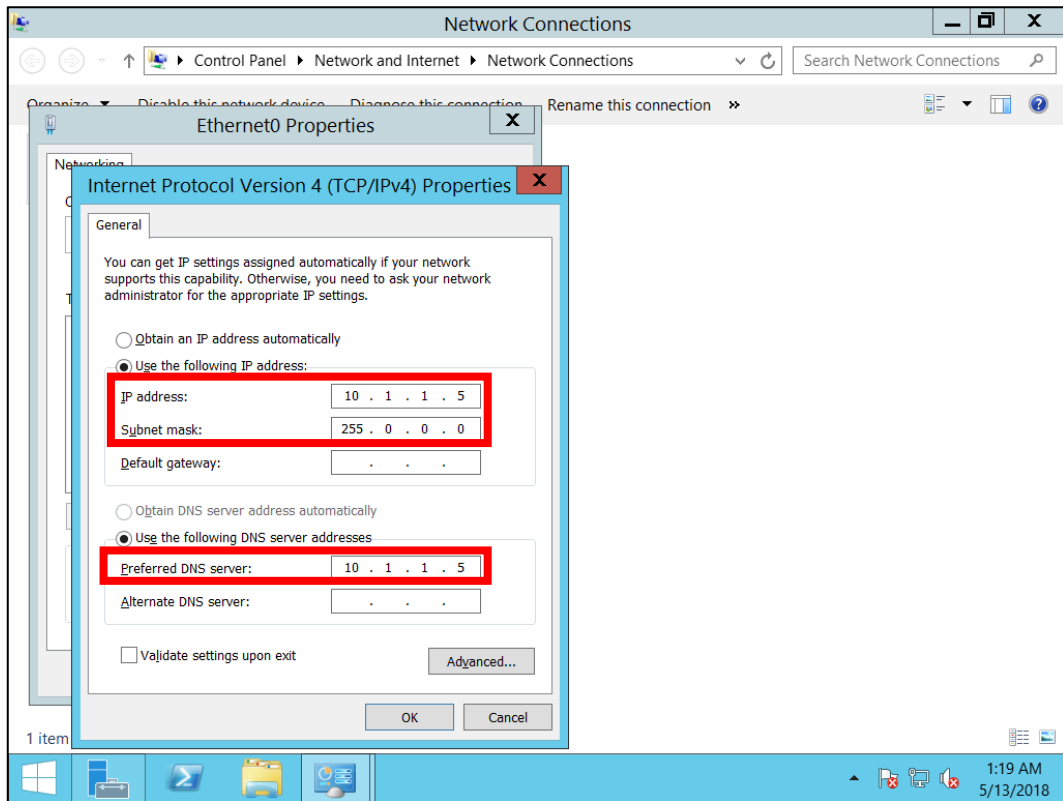 Network Connections
Control Panel Network and Internet Network Connections
Search Network Connections
Organize Disable this network device Diagnose this connection Rename this connection »
Ethernet0 Properties
Networking
Internet Protocol Version 4 (TCP/IPv4) Properties
General
You can get IP settings assigned automatically if your network
supports this capability. Otherwise, you need to ask your network
administrator for the appropriate IP settings.
Obtain an IP address automatically
Use the following IP address:
IP address: 10 . 1 . 1 . 5
Subnet mask: 255 . 0 . 0 . 0
Default gateway: . . .
Obtain DNS server address automatically
Use the following DNS server addresses
Preferred DNS server: 10 . 1 . 1 . 5
Alternate DNS server: . . .
Validate settings upon exit
Advanced...
OK Cancel
1 item
1:19 AM
5/13/2018